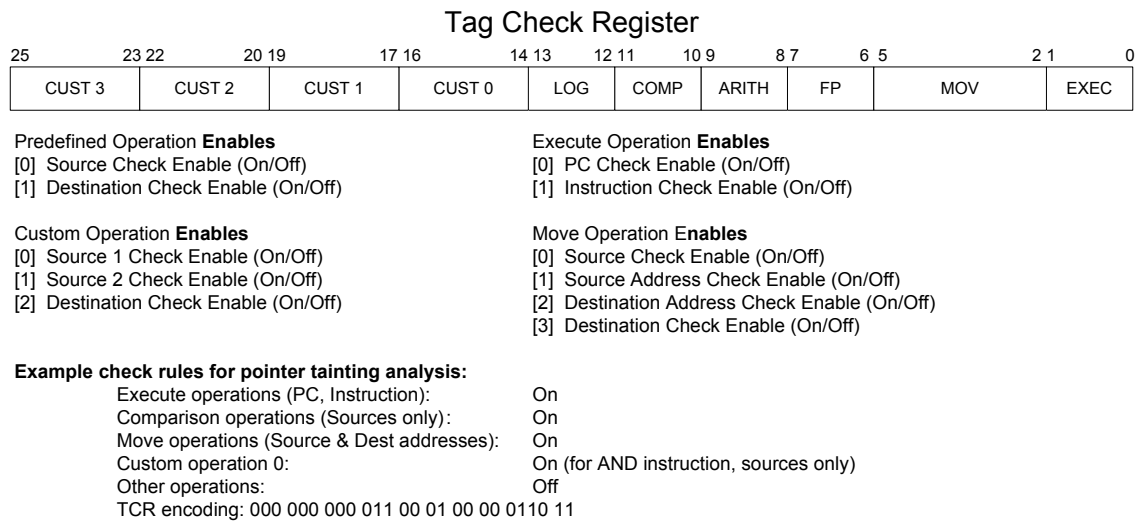 Tag Check Register
25 23 22 20 19 17 16 14 13 12 11 10 9 8 7 6 5 2 1 0
CUST 3 CUST 2 CUST 1 CUST 0 LOG COMP ARITH FP MOV EXEC
Predefined Operation Enables
[0] Source Check Enable (On/Off)
[1] Destination Check Enable (On/Off)
Execute Operation Enables
[0] PC Check Enable (On/Off)
[1] Instruction Check Enable (On/Off)
Custom Operation Enables
[0] Source 1 Check Enable (On/Off)
[1] Source 2 Check Enable (On/Off)
[2] Destination Check Enable (On/Off)
Move Operation Enables
[0] Source Check Enable (On/Off)
[1] Source Address Check Enable (On/Off)
[2] Destination Address Check Enable (On/Off)
[3] Destination Check Enable (On/Off)
Example check rules for pointer tainting analysis:
Execute operations (PC, Instruction): On
Comparison operations (Sources only): On
Move operations (Source & Dest addresses): On
Custom operation 0: On (for AND instruction, sources only)
Other operations: Off
TCR encoding: 000 000 000 011 00 01 00 00 0110 11